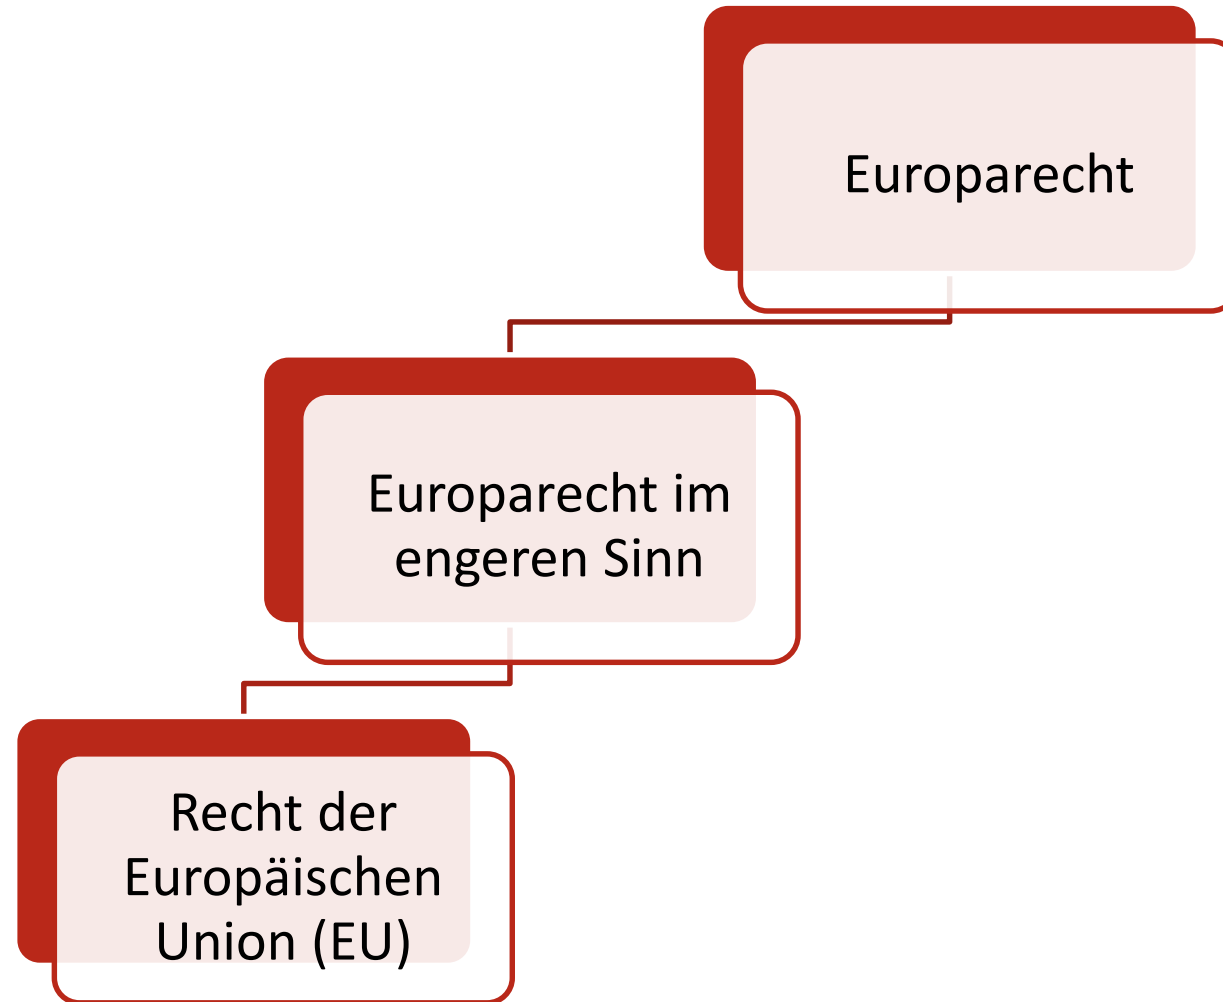 Europarecht
Europarecht im
engeren Sinn
Recht der
Europäischen
Union (EU)